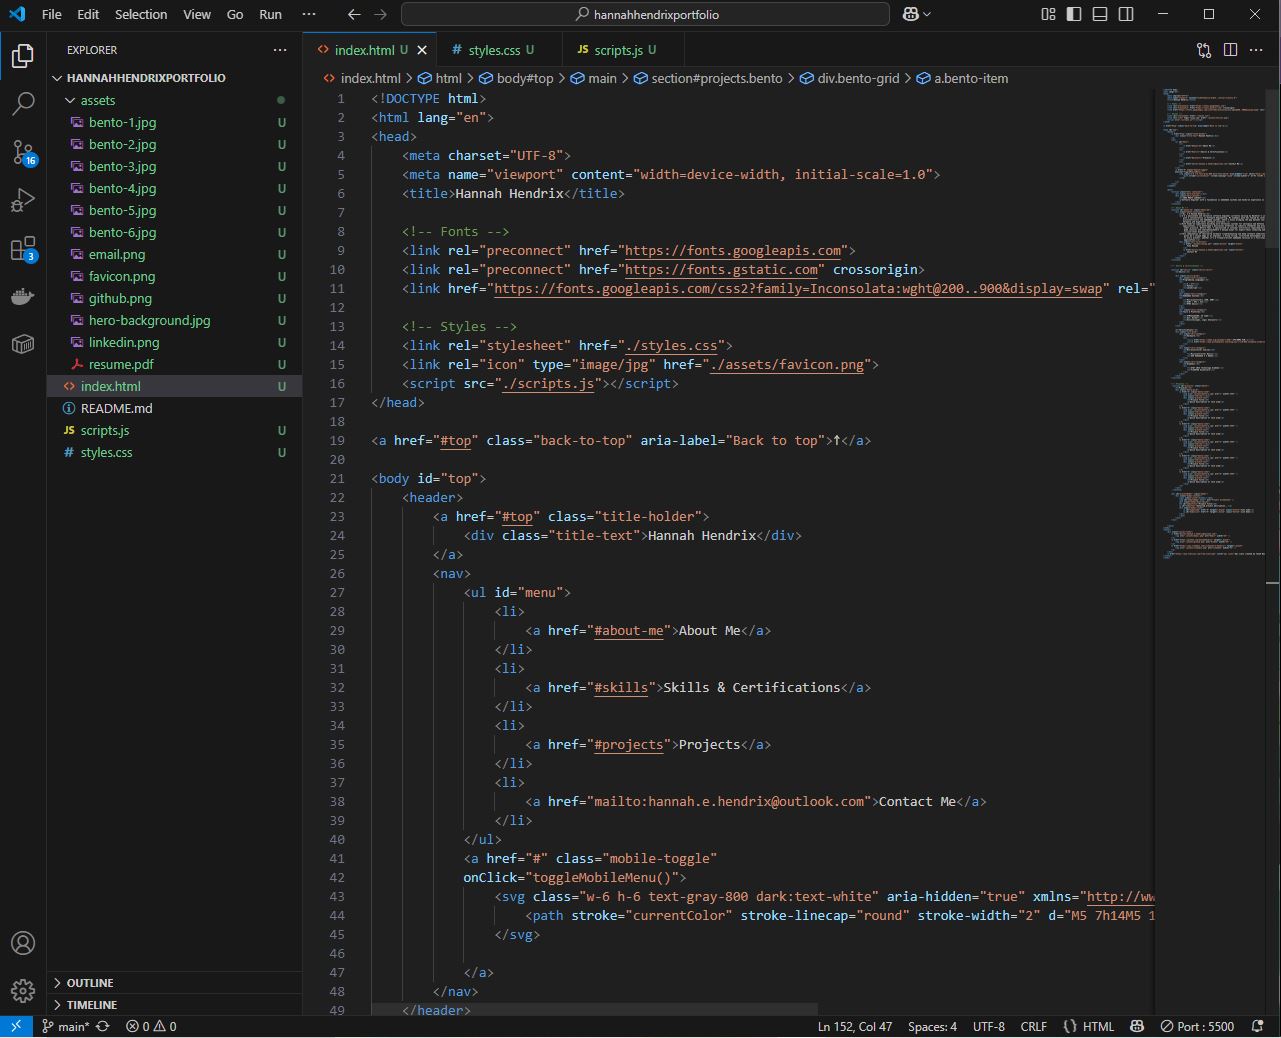 File Edit Selection View Go Run ··· hannahhendrixportfolio
EXPLORER ···
HANNAHHENDRIXPORTFOLIO
assets
bento-1.jpg U
bento-2.jpg U
bento-3.jpg U
bento-4.jpg U
bento-5.jpg U
bento-6.jpg U
email.png U
favicon.png U
github.png U
hero-background.jpg U
linkedin.png U
resume.pdf U
<> index.html U
README.md
JS scripts.js U
# styles.css U
OUTLINE
TIMELINE
16
3
<> index.html U
# styles.css U
JS scripts.js U
<> index.html > html > body#top > main > section#projects.bento > div.bento-grid > a.bento-item
1 <!DOCTYPE html>
2 <html lang="en">
3 <head>
4 <meta charset="UTF-8">
5 <meta name="viewport" content="width=device-width, initial-scale=1.0">
6 <title>Hannah Hendrix</title>
7
8 <!-- Fonts -->
9 <link rel="preconnect" href="https://fonts.googleapis.com">
10 <link rel="preconnect" href="https://fonts.gstatic.com" crossorigin>
11 <link href="https://fonts.googleapis.com/css2?family=Inconsolata:wght@200..900&display=swap" rel="
12
13 <!-- Styles -->
14 <link rel="stylesheet" href="./styles.css">
15 <link rel="icon" type="image/jpg" href="./assets/favicon.png">
16 <script src="./scripts.js"></script>
17 </head>
18
19 <a href="#top" class="back-to-top" aria-label="Back to top">↑</a>
20
21 <body id="top">
22 <header>
23 <a href="#top" class="title-holder">
24 <div class="title-text">Hannah Hendrix</div>
25 </a>
26 <nav>
27 <ul id="menu">
28 <li>
29 <a href="#about-me">About Me</a>
30 </li>
31 <li>
32 <a href="#skills">Skills & Certifications</a>
33 </li>
34 <li>
35 <a href="#projects">Projects</a>
36 </li>
37 <li>
38 <a href="mailto:hannah.e.hendrix@outlook.com">Contact Me</a>
39 </li>
40 </ul>
41 <a href="#" class="mobile-toggle"
42 onClick="toggleMobileMenu()">
43 <svg class="w-6 h-6 text-gray-800 dark:text-white" aria-hidden="true" xmlns="http://ww
44 <path stroke="currentColor" stroke-linecap="round" stroke-width="2" d="M5 7h14M5 1
45 </svg>
46
47 </a>
48 </nav>
49 </header>
main* 0 0 Ln 152, Col 47 Spaces: 4 UTF-8 CRLF {} HTML Port : 5500